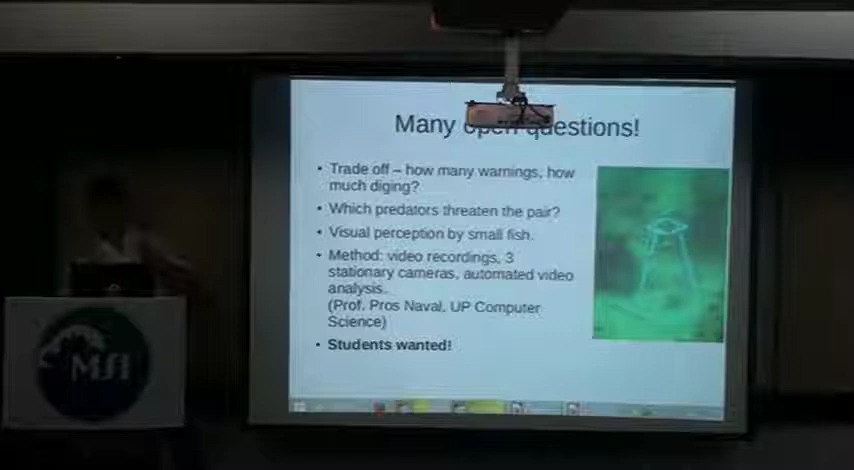 Many open questions!
• Trade off – how many warnings, how
much diging?
• Which predators threaten the pair?
• Visual perception by small fish.
• Method: video recordings, 3
stationary cameras, automated video
analysis.
(Prof. Pros Naval, UP Computer
Science)
• Students wanted!
MSI